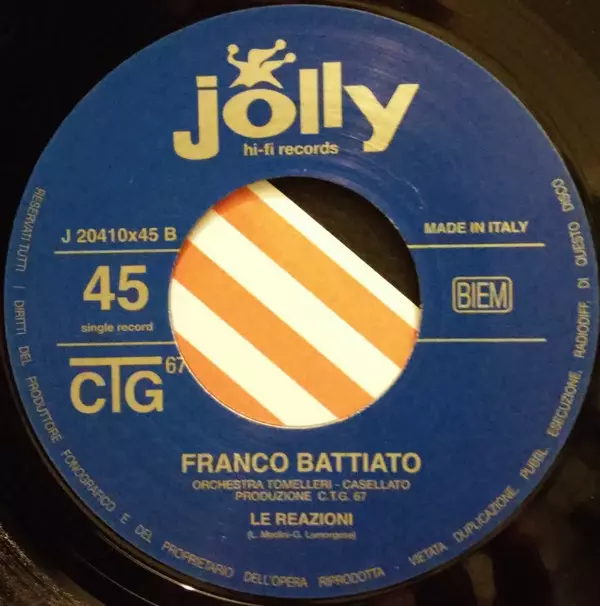 jolly
hi-fi records
J 20410x45 B
MADE IN ITALY
45
single record
BIEM
CTG 67
FRANCO BATTIATO
ORCHESTRA TOMELLERI - CASELLATO
PRODUZIONE C.T.G. 67
LE REAZIONI
(L. Medini-G. Lamorgese)
RISERVATI TUTTI I DIRITTI DEL PRODUTTORE FONOGRAFICO E DEL PROPRIETARIO DELL'OPERA RIPRODOTTA . VIETATA DUPLICAZIONE, PUBBL. ESECUZIONE, RADIODIFF. DI QUESTO DISCO